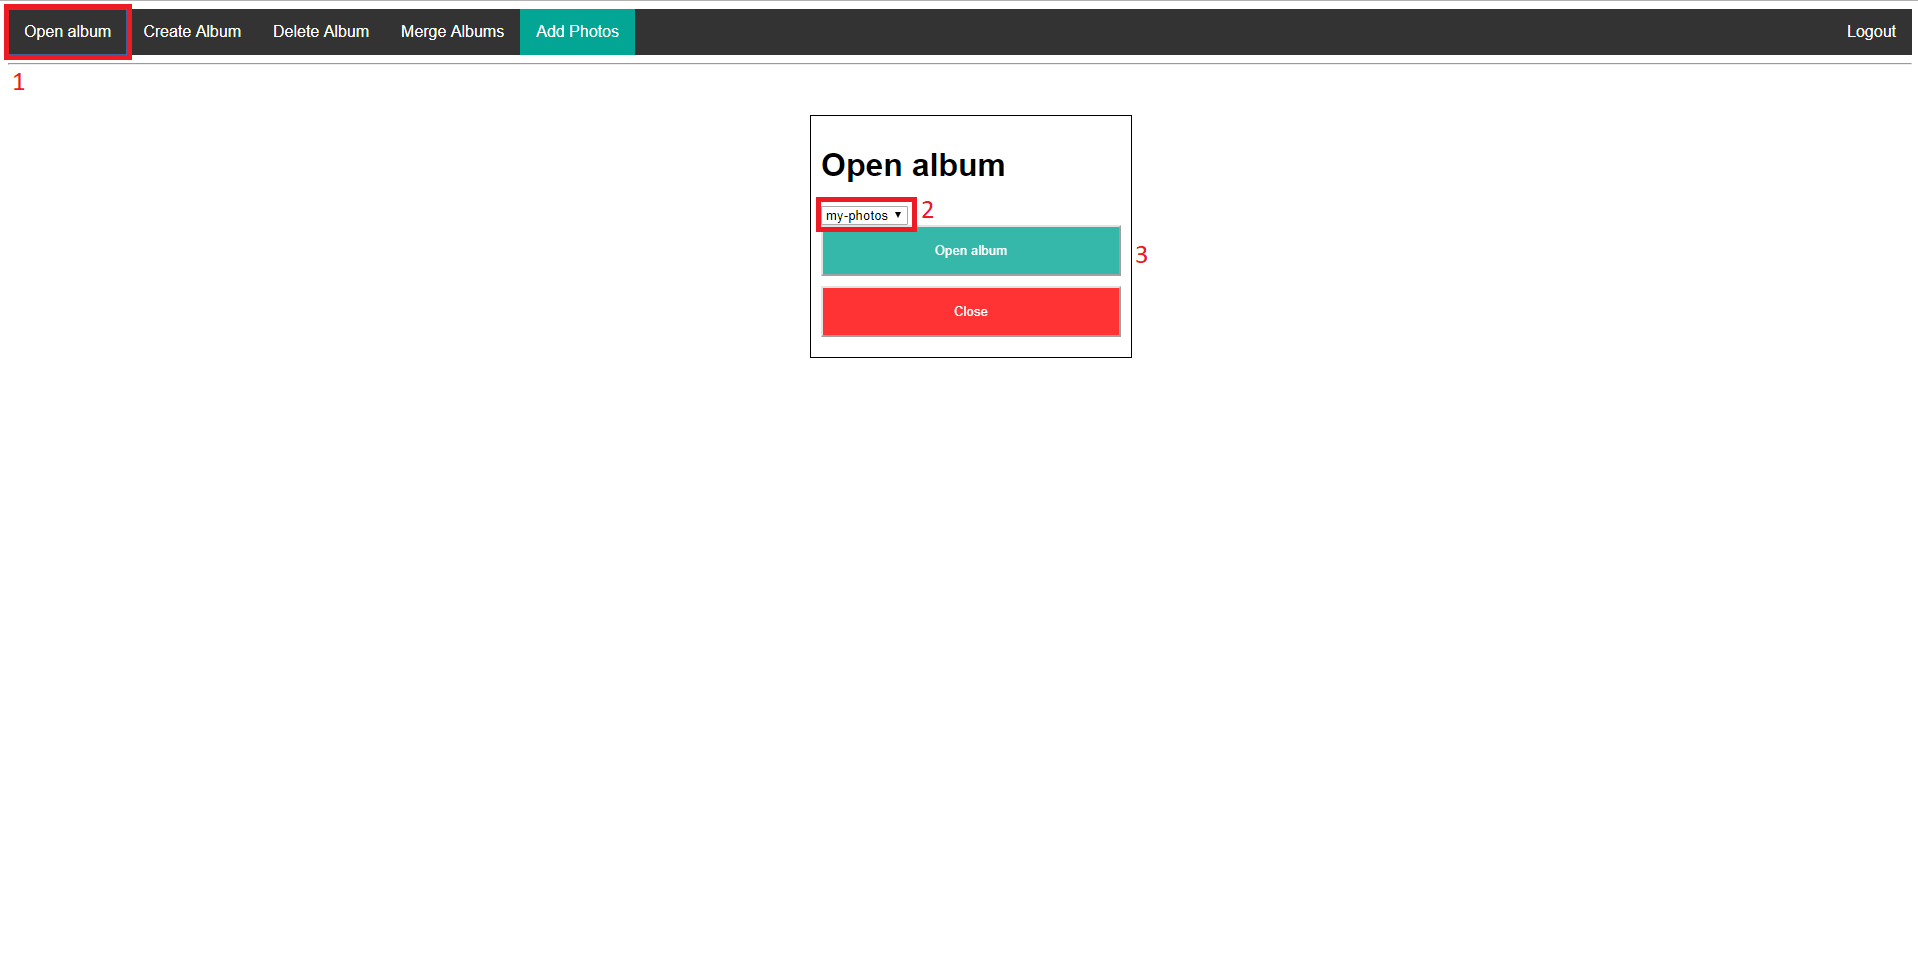 Open album Create Album Delete Album Merge Albums Add Photos Logout
1
Open album
my-photos 2
Open album 3
Close